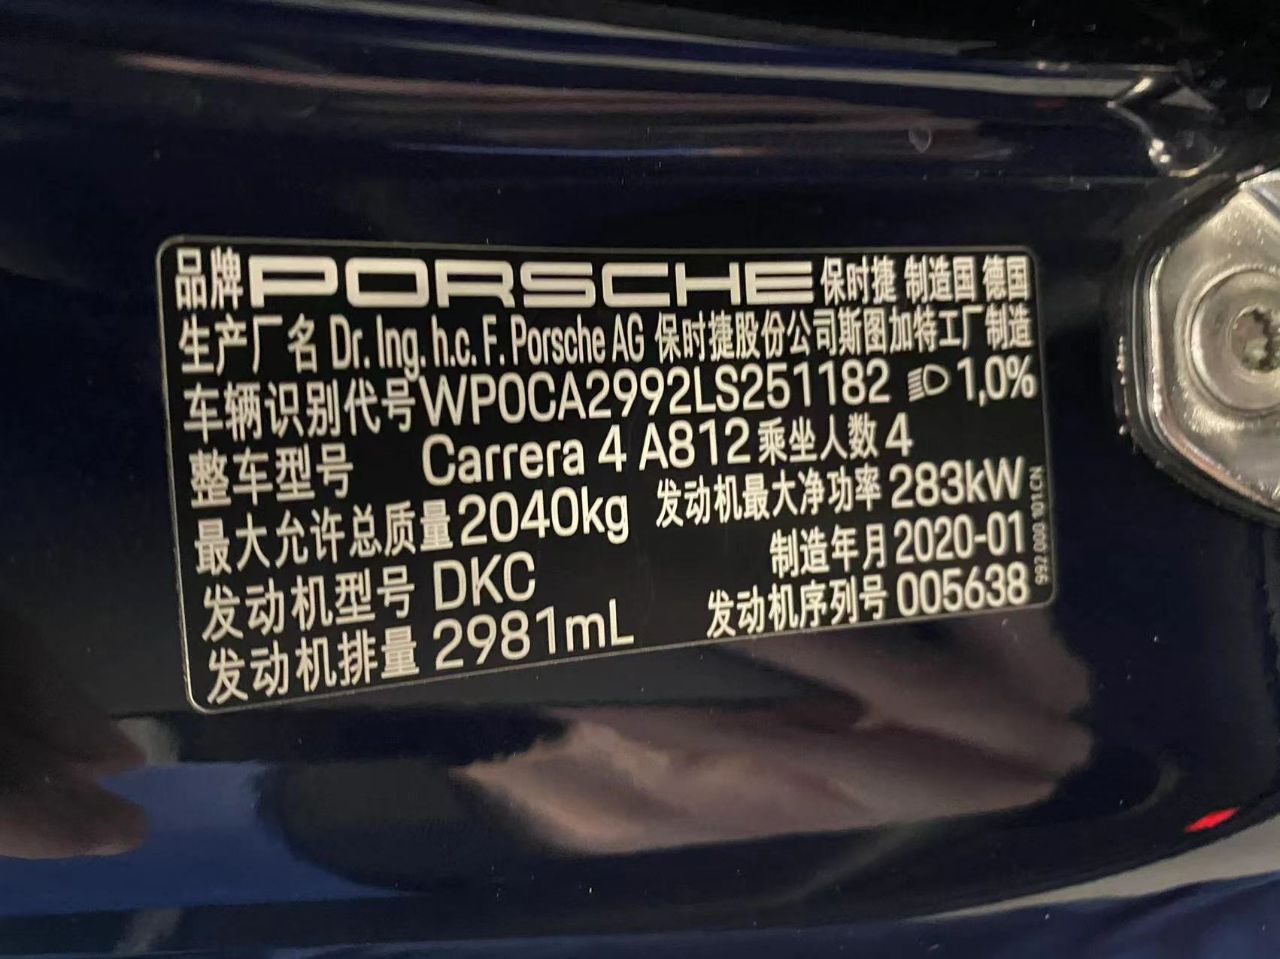 品牌 PORSCHE 保时捷 制造国 德国
生产厂名 Dr. Ing. h.c. F. Porsche AG 保时捷股份公司斯图加特工厂制造
车辆识别代号 WP0CA2992LS251182 1,0%
整车型号 Carrera 4 A812 乘坐人数 4
最大允许总质量 2040kg 发动机最大净功率 283kW
发动机型号 DKC 制造年月 2020-01
发动机排量 2981mL 发动机序列号 005638
992 000 101 CN